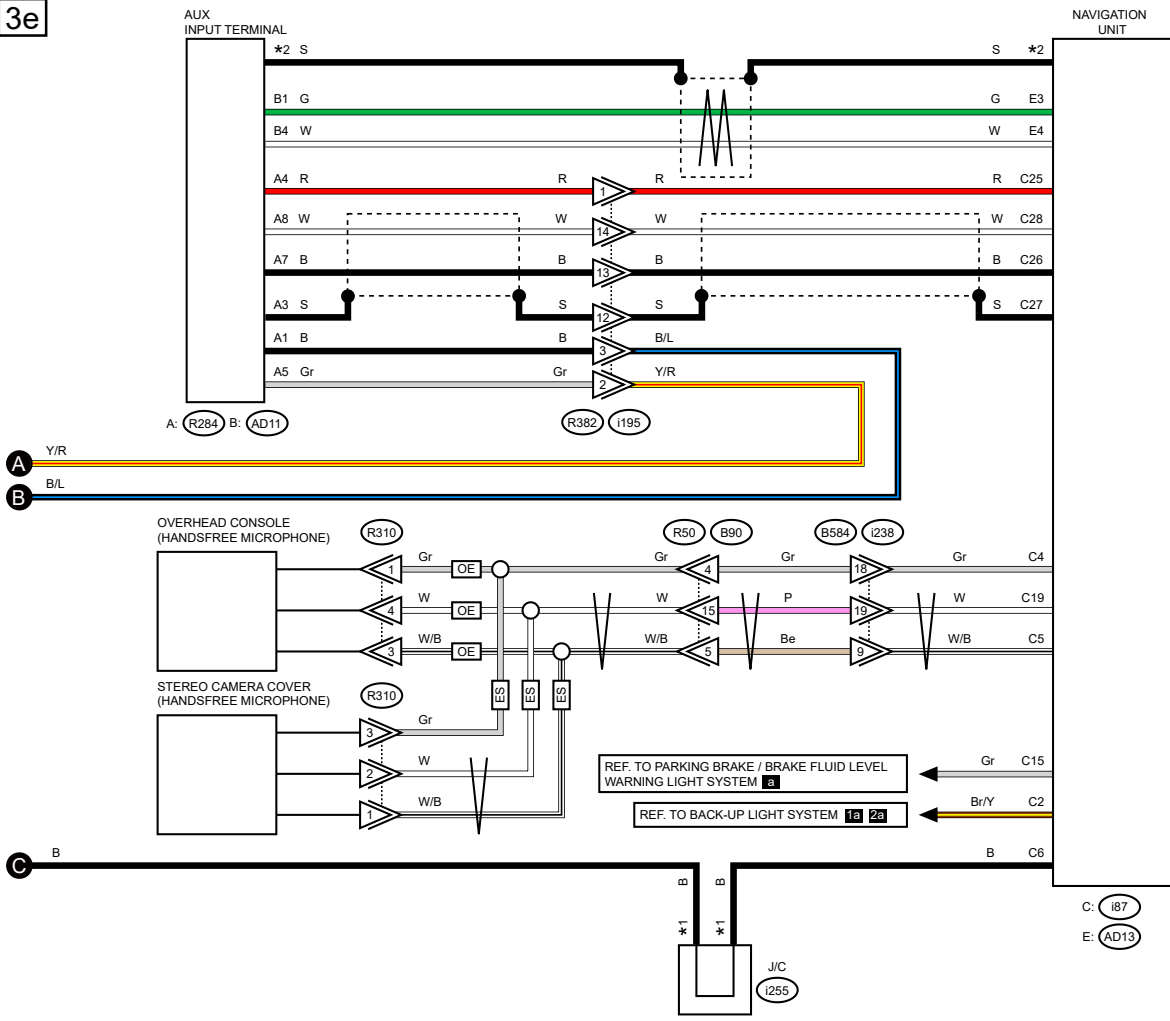 3e
AUX
INPUT TERMINAL
NAVIGATION
UNIT
*2 S S *2
B1 G G E3
B4 W W E4
A4 R R 1 R R C25
A8 W W 14 W W C28
A7 B B 13 B B C26
A3 S S 12 S S C27
A1 B B 3 B/L
A5 Gr Gr 2 Y/R
A: R284 B: AD11 R382 i195
A Y/R
B B/L
OVERHEAD CONSOLE
(HANDSFREE MICROPHONE)
R310 R50 B90 B584 i238
1 Gr OE Gr 4 Gr 18 Gr C4
4 W OE W 15 P 19 W C19
3 W/B OE W/B 5 Be 9 W/B C5
ES ES ES
STEREO CAMERA COVER
(HANDSFREE MICROPHONE)
R310
3 Gr
2 W
1 W/B
REF. TO PARKING BRAKE / BRAKE FLUID LEVEL
WARNING LIGHT SYSTEM a
Gr C15
REF. TO BACK-UP LIGHT SYSTEM 1a 2a
Br/Y C2
C B B C6
B B
*1 *1
J/C
i255
C: i87
E: AD13